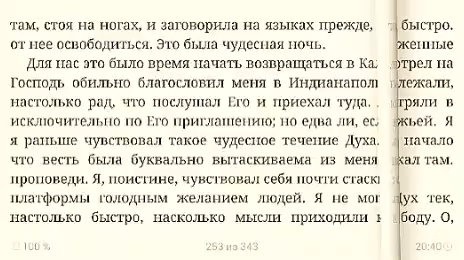 там, стоя на ногах, и заговорила на языках прежде, быстро.
от нее освободиться. Это была чудесная ночь. женные
Для нас это было время начать возвращаться в Ка отрел на
Господь обильно благословил меня в Индианапол лежали,
настолько рад, что послушал Его и приехал туда. тряли в
исключительно по Его приглашению; но едва ли, ес жьей. Я
я раньше чувствовал такое чудесное течение Духа. начало
что весть была буквально вытаскиваема из меня кал там.
проповеди. Я, поистине, чувствовал себя почти стаск
платформы голодным желанием людей. Я не мог Дух тек,
настолько быстро, насколько мысли приходили к боду. О,
100 % 253 из 343 20:40